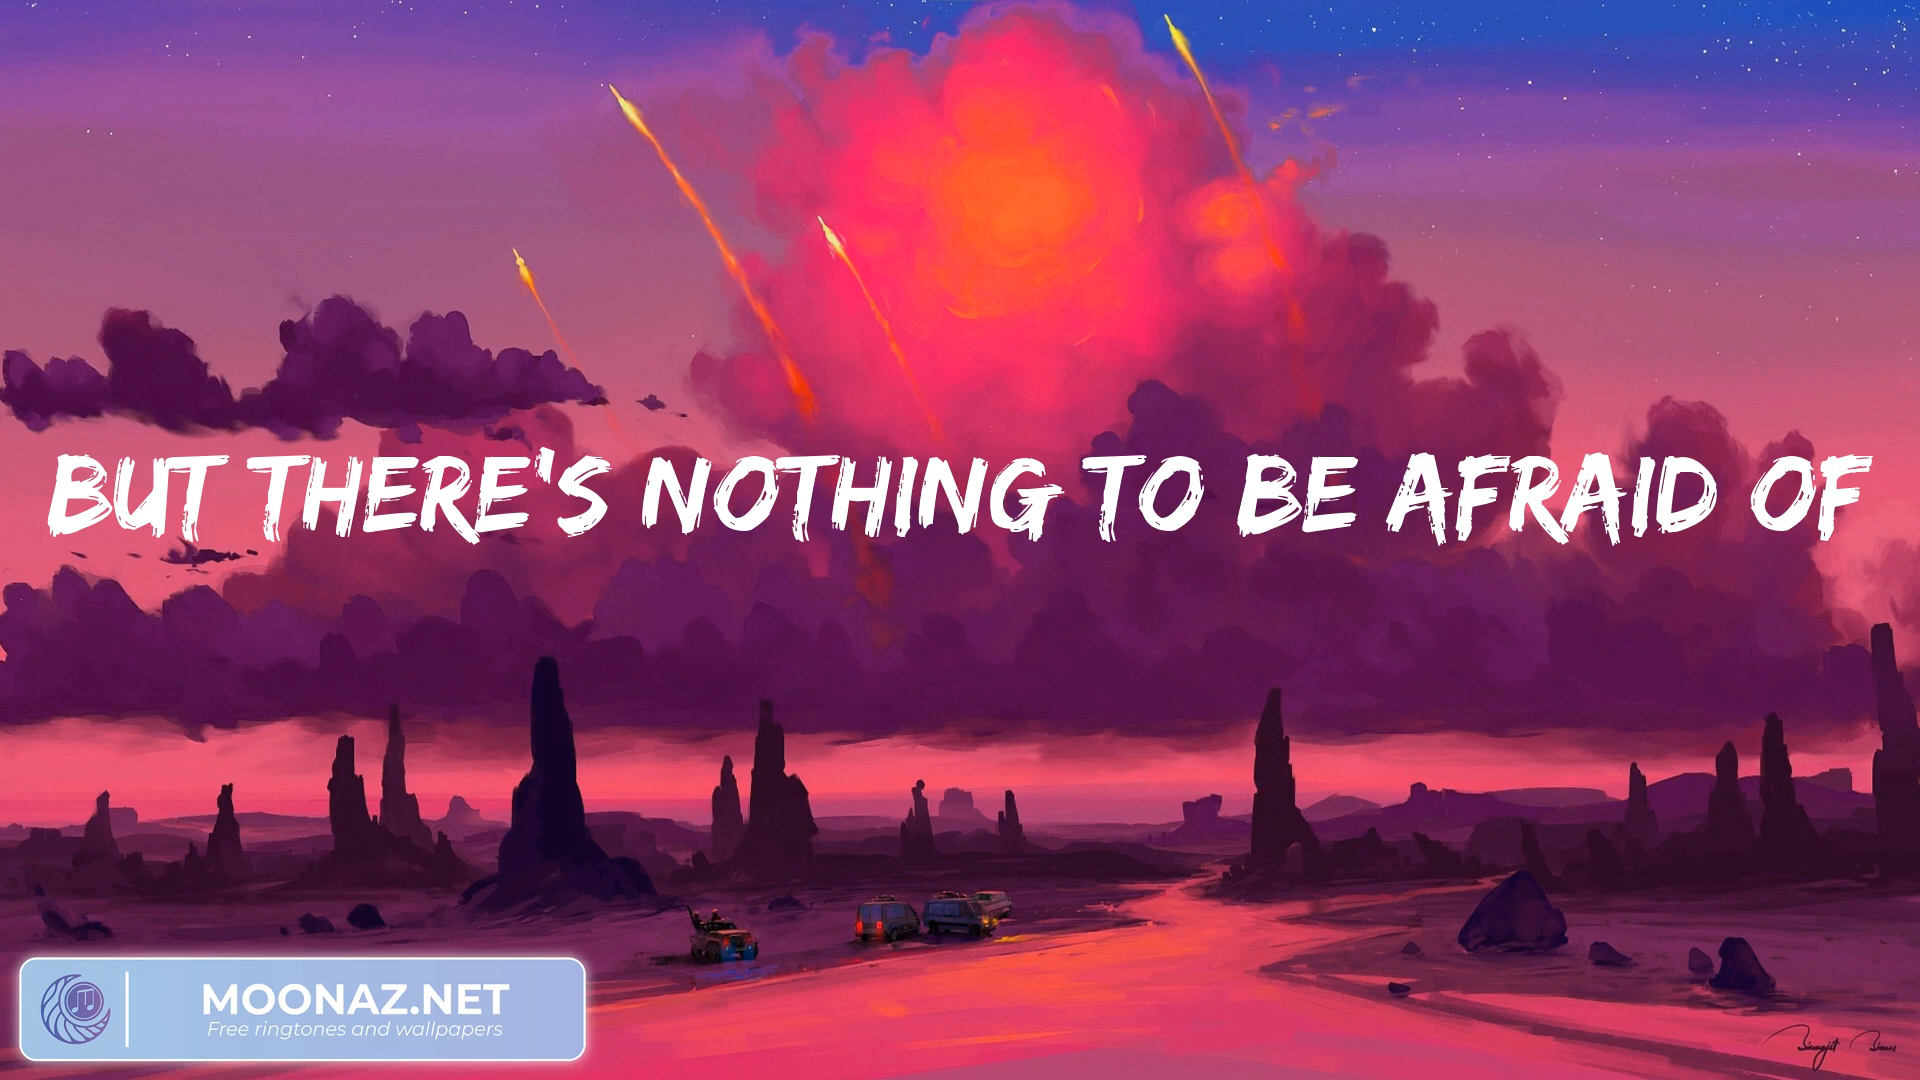 BUT THERE'S NOTHING TO BE AFRAID OF
MOONAZ.NET
Free ringtones and wallpapers